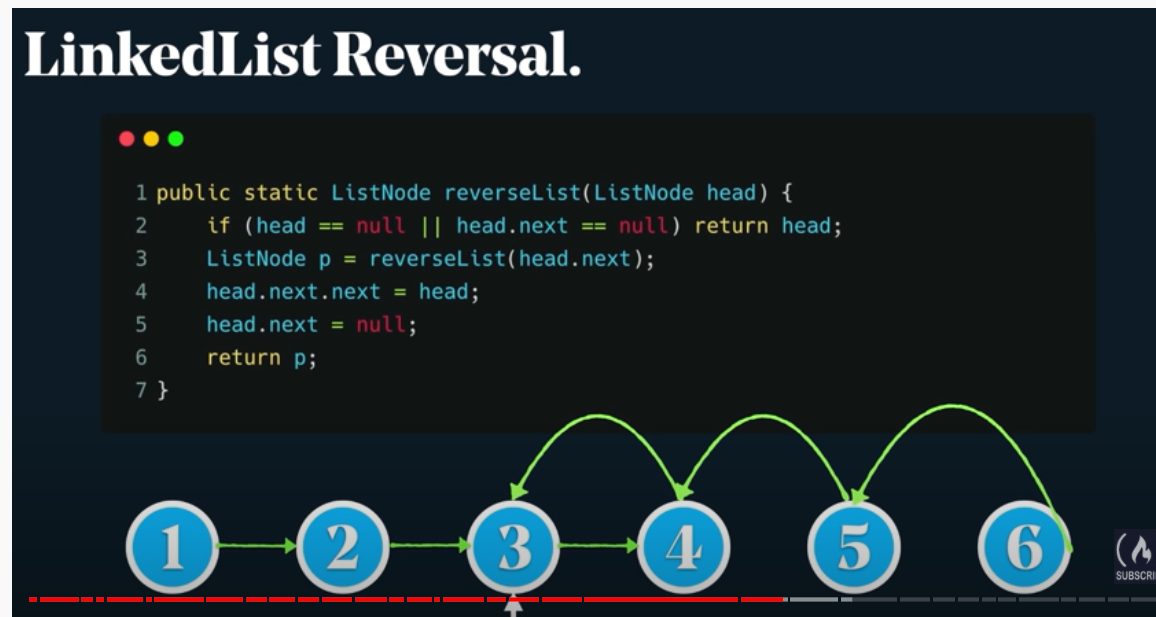 LinkedList Reversal.
1 public static ListNode reverseList(ListNode head) {
2     if (head == null || head.next == null) return head;
3     ListNode p = reverseList(head.next);
4     head.next.next = head;
5     head.next = null;
6     return p;
7 }
1 2 3 4 5 6